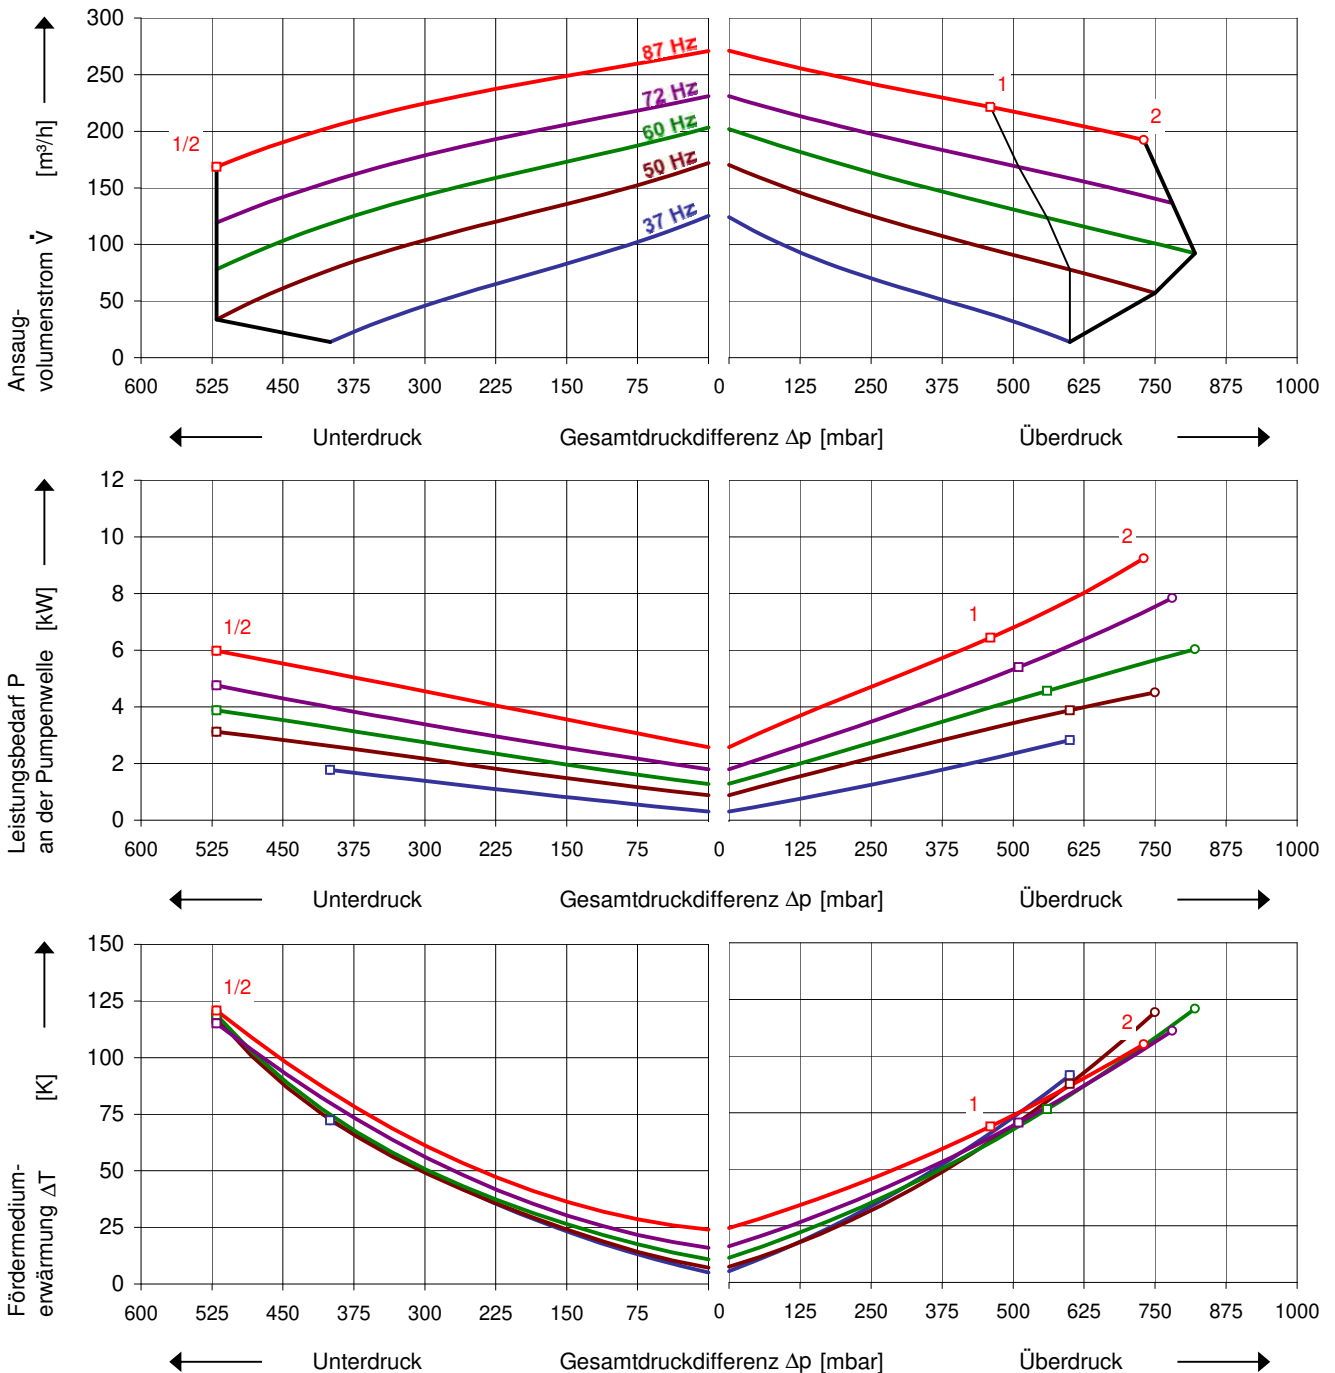 300
250
200
150
100
50
0
Ansaug-
volumenstrom V̇ [m³/h]
87 Hz
72 Hz
60 Hz
50 Hz
37 Hz
1/2
1
2
600 525 450 375 300 225 150 75 0 125 250 375 500 625 750 875 1000
Unterdruck Gesamtdruckdifferenz Δp [mbar] Überdruck
12
10
8
6
4
2
0
Leistungsbedarf P
an der Pumpenwelle [kW]
1/2
1
2
600 525 450 375 300 225 150 75 0 125 250 375 500 625 750 875 1000
Unterdruck Gesamtdruckdifferenz Δp [mbar] Überdruck
150
125
100
75
50
25
0
Fördermedium-
erwärmung ΔT [K]
1/2
1
2
600 525 450 375 300 225 150 75 0 125 250 375 500 625 750 875 1000
Unterdruck Gesamtdruckdifferenz Δp [mbar] Überdruck